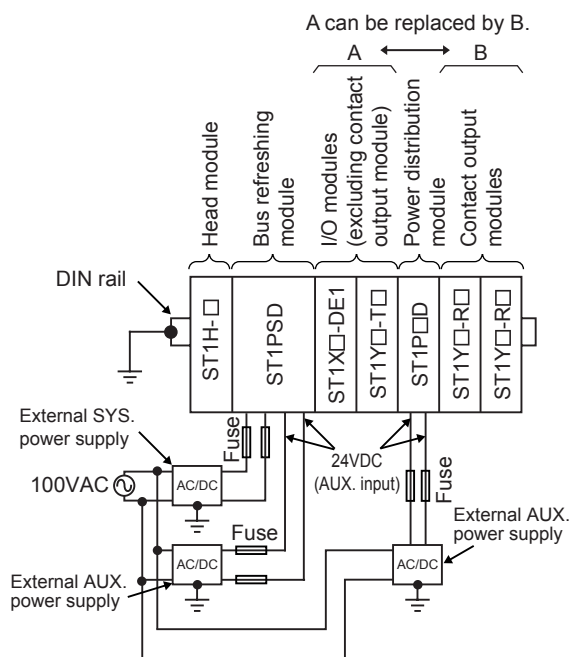 A can be replaced by B.
A
B
Head module
Bus refreshing
module
I/O modules
(excluding contact
output module)
Power distribution
module
Contact output
modules
DIN rail
ST1H-□
ST1PSD
ST1X□-DE1
ST1Y□-T□
ST1P□D
ST1Y□-R□
ST1Y□-R□
External SYS.
power supply
Fuse
24VDC
(AUX. input)
Fuse
100VAC
AC/DC
External AUX.
power supply
Fuse
AC/DC
AC/DC
External AUX.
power supply